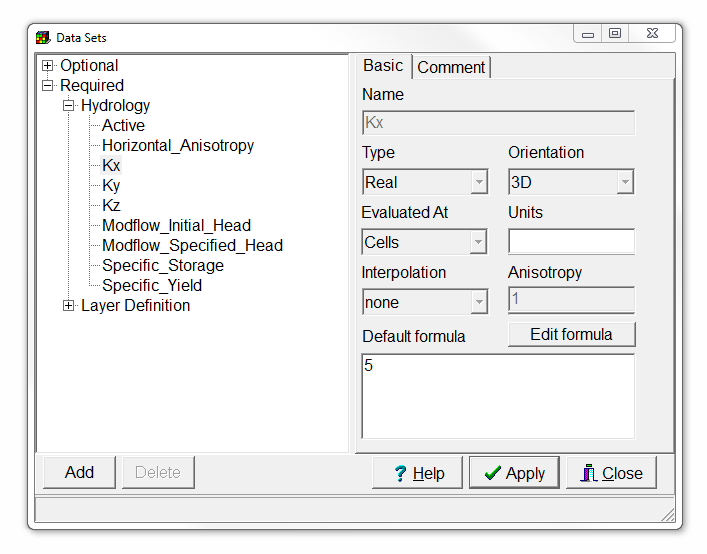 Data Sets
Optional
Required
Hydrology
Active
Horizontal_Anisotropy
Kx
Ky
Kz
Modflow_Initial_Head
Modflow_Specified_Head
Specific_Storage
Specific_Yield
Layer Definition
Basic Comment
Name
Kx
Type Orientation
Real 3D
Evaluated At Units
Cells
Interpolation Anisotropy
none 1
Default formula Edit formula
5
Add Delete ? Help Apply Close